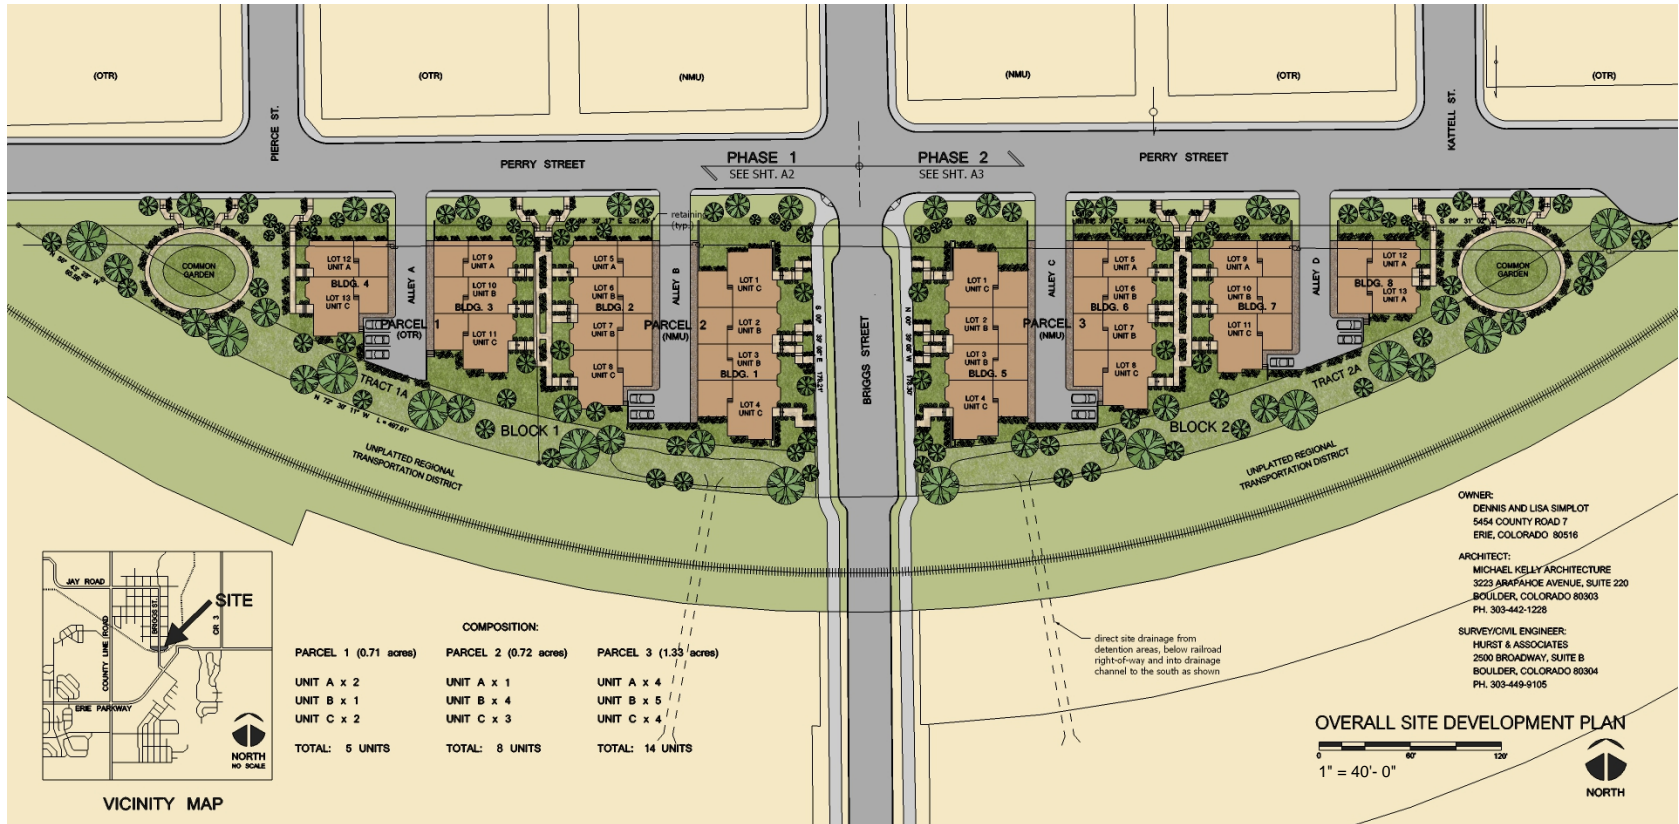 (OTR)
(OTR)
(NMU)
(NMU)
(OTR)
(OTR)
PIERCE ST.
KATTELL ST.
PERRY STREET
PHASE 1
SEE SHT. A2
PHASE 2
SEE SHT. A3
PERRY STREET
retaining
(typ.)
S 89° 31' 02" E 255.70'
COMMON
GARDEN
LOT 12
UNIT A
BLDG. 4
LOT 13
UNIT C
ALLEY A
LOT 9
UNIT A
LOT 10
UNIT B
BLDG. 3
LOT 11
UNIT C
PARCEL 1
(OTR)
LOT 5
UNIT A
LOT 6
UNIT B
BLDG. 2
LOT 7
UNIT B
LOT 8
UNIT C
ALLEY B
PARCEL 2
(NMU)
LOT 1
UNIT C
LOT 2
UNIT B
LOT 3
UNIT B
BLDG. 1
LOT 4
UNIT C
BRIGGS STREET
LOT 1
UNIT C
LOT 2
UNIT B
LOT 3
UNIT B
BLDG. 5
LOT 4
UNIT C
ALLEY C
PARCEL 3
(NMU)
LOT 5
UNIT A
LOT 6
UNIT B
BLDG. 6
LOT 7
UNIT B
LOT 8
UNIT C
LOT 9
UNIT A
LOT 10
UNIT B
BLDG. 7
LOT 11
UNIT C
ALLEY D
LOT 12
UNIT A
BLDG. 8
LOT 13
UNIT A
COMMON
GARDEN
TRACT 1A
N 72° 30' 11" W
L = 497.61'
BLOCK 1
UNPLATTED REGIONAL
TRANSPORTATION DISTRICT
TRACT 2A
BLOCK 2
UNPLATTED REGIONAL
TRANSPORTATION DISTRICT
OWNER:
DENNIS AND LISA SIMPLOT
5454 COUNTY ROAD 7
ERIE, COLORADO 80516
ARCHITECT:
MICHAEL KELLY ARCHITECTURE
3223 ARAPAHOE AVENUE, SUITE 220
BOULDER, COLORADO 80303
PH. 303-442-1228
SURVEY/CIVIL ENGINEER:
HURST & ASSOCIATES
2500 BROADWAY, SUITE B
BOULDER, COLORADO 80304
PH. 303-449-9105
direct site drainage from
detention areas, below railroad
right-of-way and into drainage
channel to the south as shown
JAY ROAD
BRIGGS ST.
SITE
COUNTY LINE ROAD
CR 3
ERIE PARKWAY
NORTH
NO SCALE
VICINITY MAP
COMPOSITION:
PARCEL 1 (0.71 acres) PARCEL 2 (0.72 acres) PARCEL 3 (1.33 acres)
UNIT A x 2 UNIT A x 1 UNIT A x 4
UNIT B x 1 UNIT B x 4 UNIT B x 5
UNIT C x 2 UNIT C x 3 UNIT C x 4
TOTAL: 5 UNITS TOTAL: 8 UNITS TOTAL: 14 UNITS
OVERALL SITE DEVELOPMENT PLAN
0 60' 120'
1" = 40'- 0"
NORTH